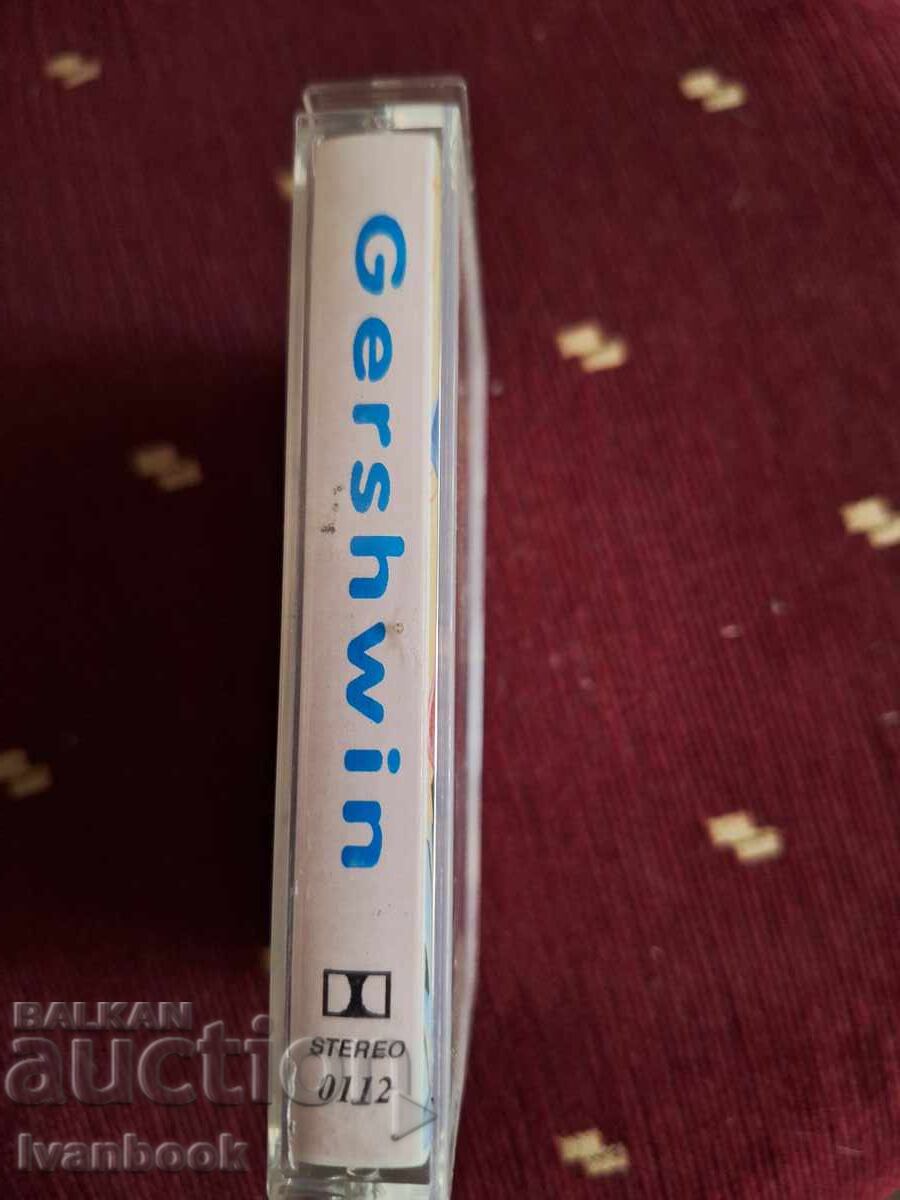 Gershwin
STEREO
0112
BALKAN
auction
Ivanbook